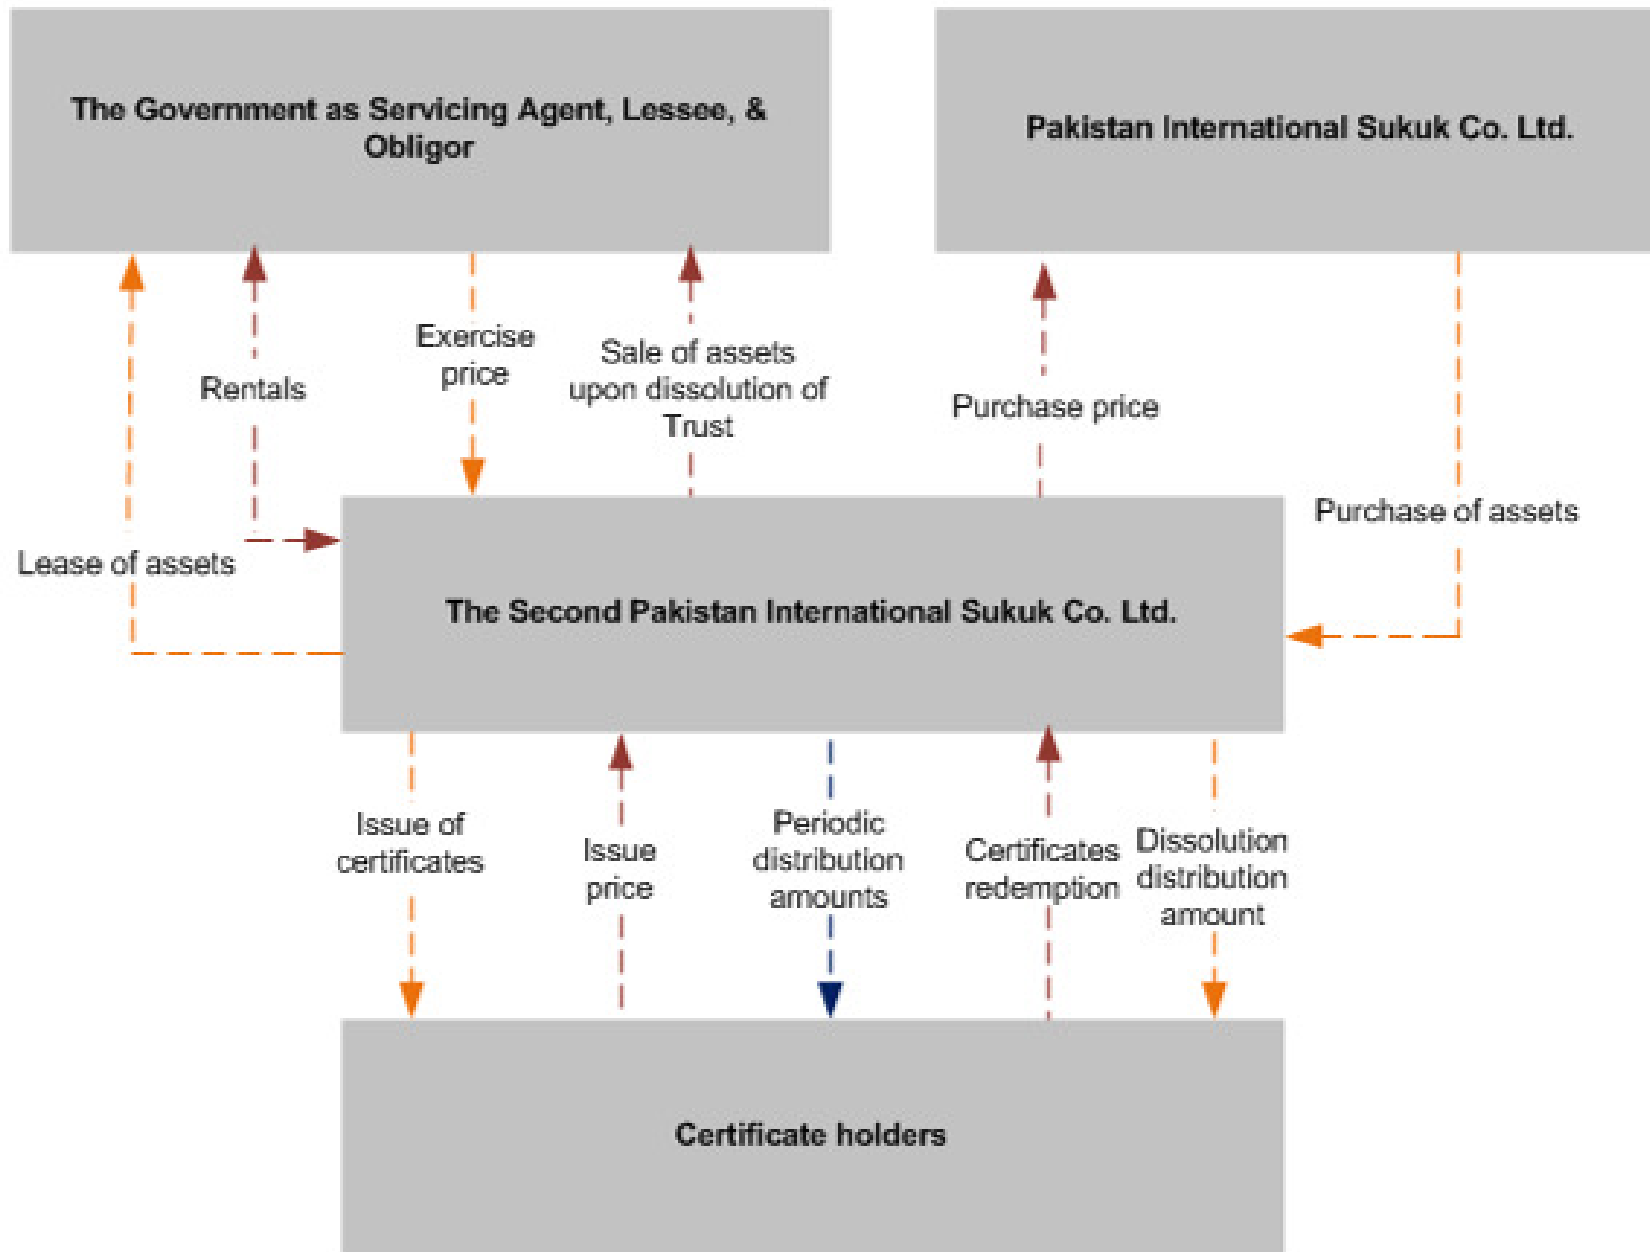 The Government as Servicing Agent, Lessee, &
Obligor
Pakistan International Sukuk Co. Ltd.
Exercise
price
Sale of assets
upon dissolution of
Trust
Rentals
Purchase price
Purchase of assets
Lease of assets
The Second Pakistan International Sukuk Co. Ltd.
Issue of
certificates
Issue
price
Periodic
distribution
amounts
Certificates
redemption
Dissolution
distribution
amount
Certificate holders